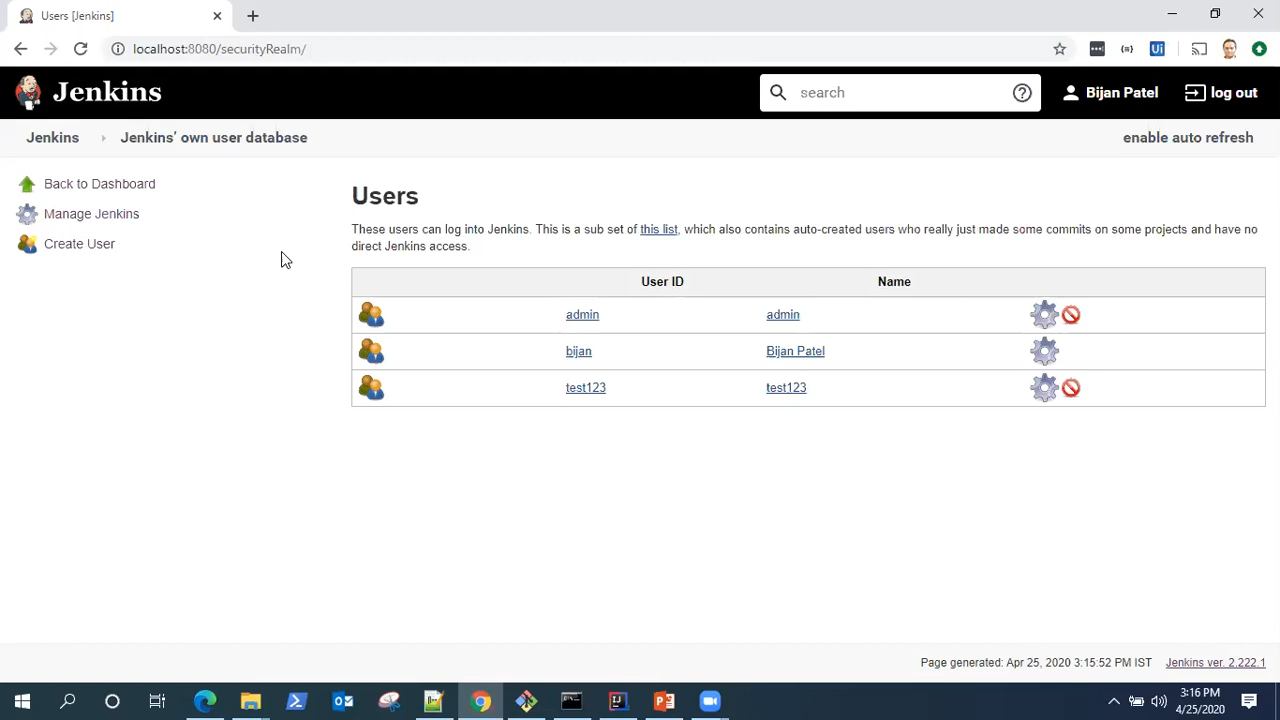 Users [Jenkins]
localhost:8080/securityRealm/
Jenkins
search
Bijan Patel
log out
Jenkins
Jenkins’ own user database
enable auto refresh
Back to Dashboard
Manage Jenkins
Create User
Users
These users can log into Jenkins. This is a sub set of this list, which also contains auto-created users who really just made some commits on some projects and have no
direct Jenkins access.
User ID Name
admin admin
bijan Bijan Patel
test123 test123
Page generated: Apr 25, 2020 3:15:52 PM IST Jenkins ver. 2.222.1
3:16 PM
4/25/2020